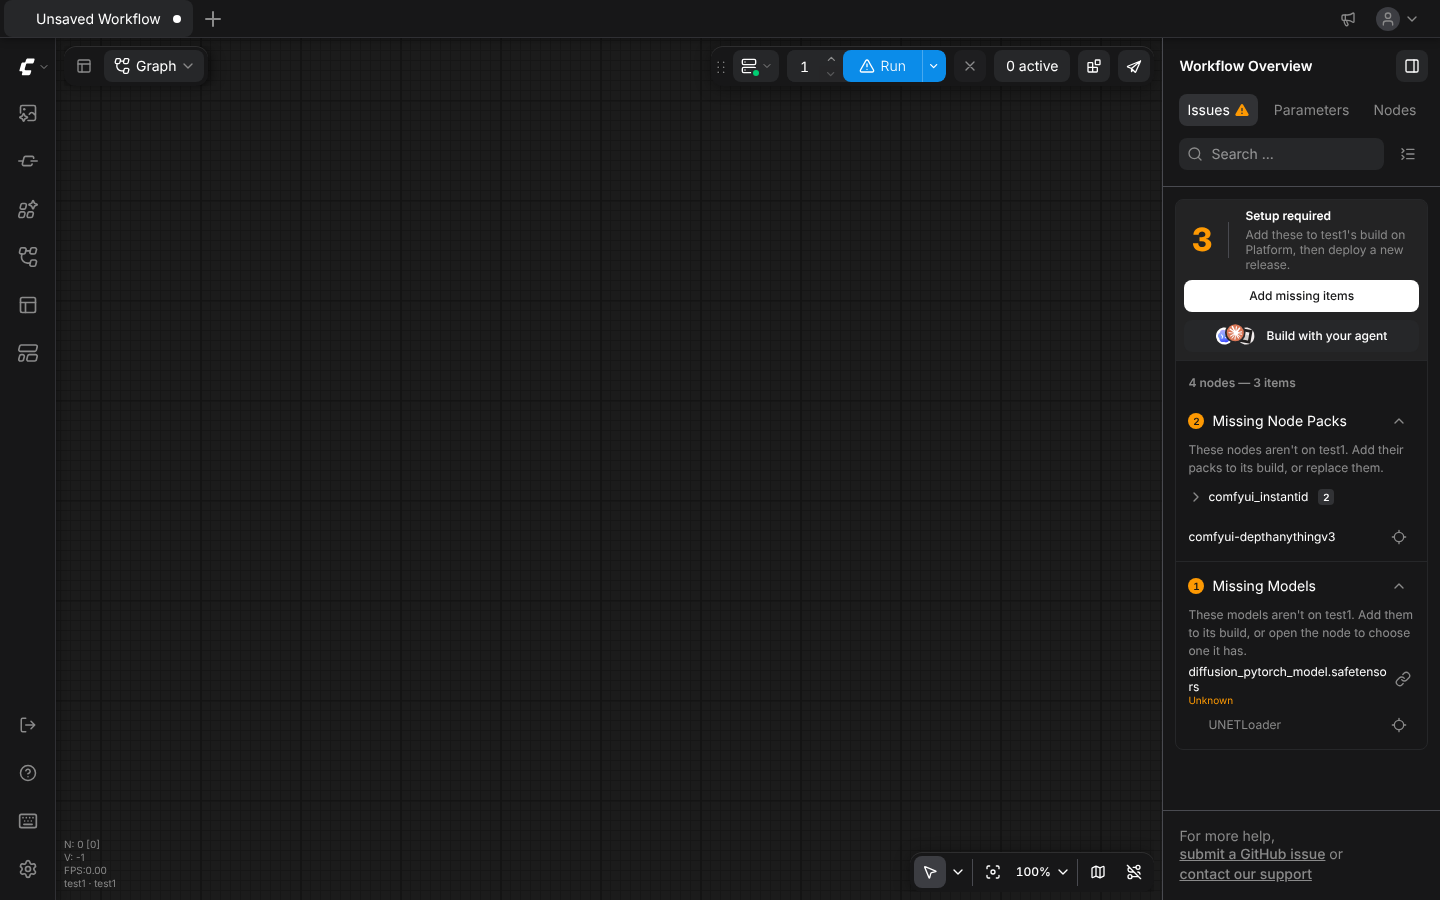 Unsaved Workflow
Graph
1
Run
0 active
Workflow Overview
Issues
Parameters
Nodes
Search ...
3
Setup required
Add these to test1's build on
Platform, then deploy a new
release.
Add missing items
Build with your agent
4 nodes — 3 items
2
Missing Node Packs
These nodes aren't on test1. Add their
packs to its build, or replace them.
comfyui_instantid
2
comfyui-depthanythingv3
1
Missing Models
These models aren't on test1. Add them
to its build, or open the node to choose
one it has.
diffusion_pytorch_model.safetenso
rs
Unknown
UNETLoader
For more help,
submit a GitHub issue or
contact our support
N: 0 [0]
V: -1
FPS:0.00
test1 · test1
100%